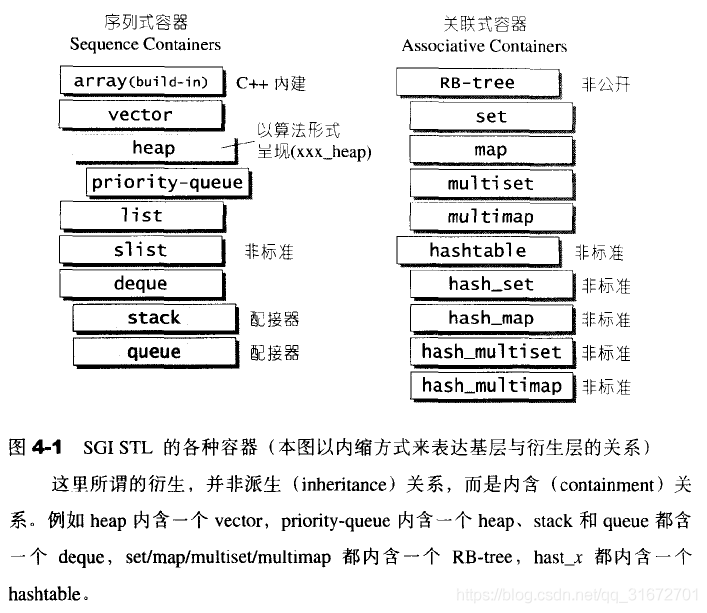 序列式容器
Sequence Containers
array(build-in)
C++ 内建
vector
heap
以算法形式
呈现(xxx_heap)
priority-queue
list
slist
非标准
deque
stack
配接器
queue
配接器
关联式容器
Associative Containers
RB-tree
非公开
set
map
multiset
multimap
hashtable
非标准
hash_set
非标准
hash_map
非标准
hash_multiset
非标准
hash_multimap
非标准
图 4-1 SGI STL 的各种容器（本图以内缩方式来表达基层与衍生层的关系）
这里所谓的衍生，并非派生（inheritance）关系，而是内含（containment）关
系。例如 heap 内含一个 vector，priority-queue 内含一个 heap、stack 和 queue 都含
一个 deque，set/map/multiset/multimap 都内含一个 RB-tree，hast_x 都内含一个
hashtable。
https://blog.csdn.net/qq_31672701